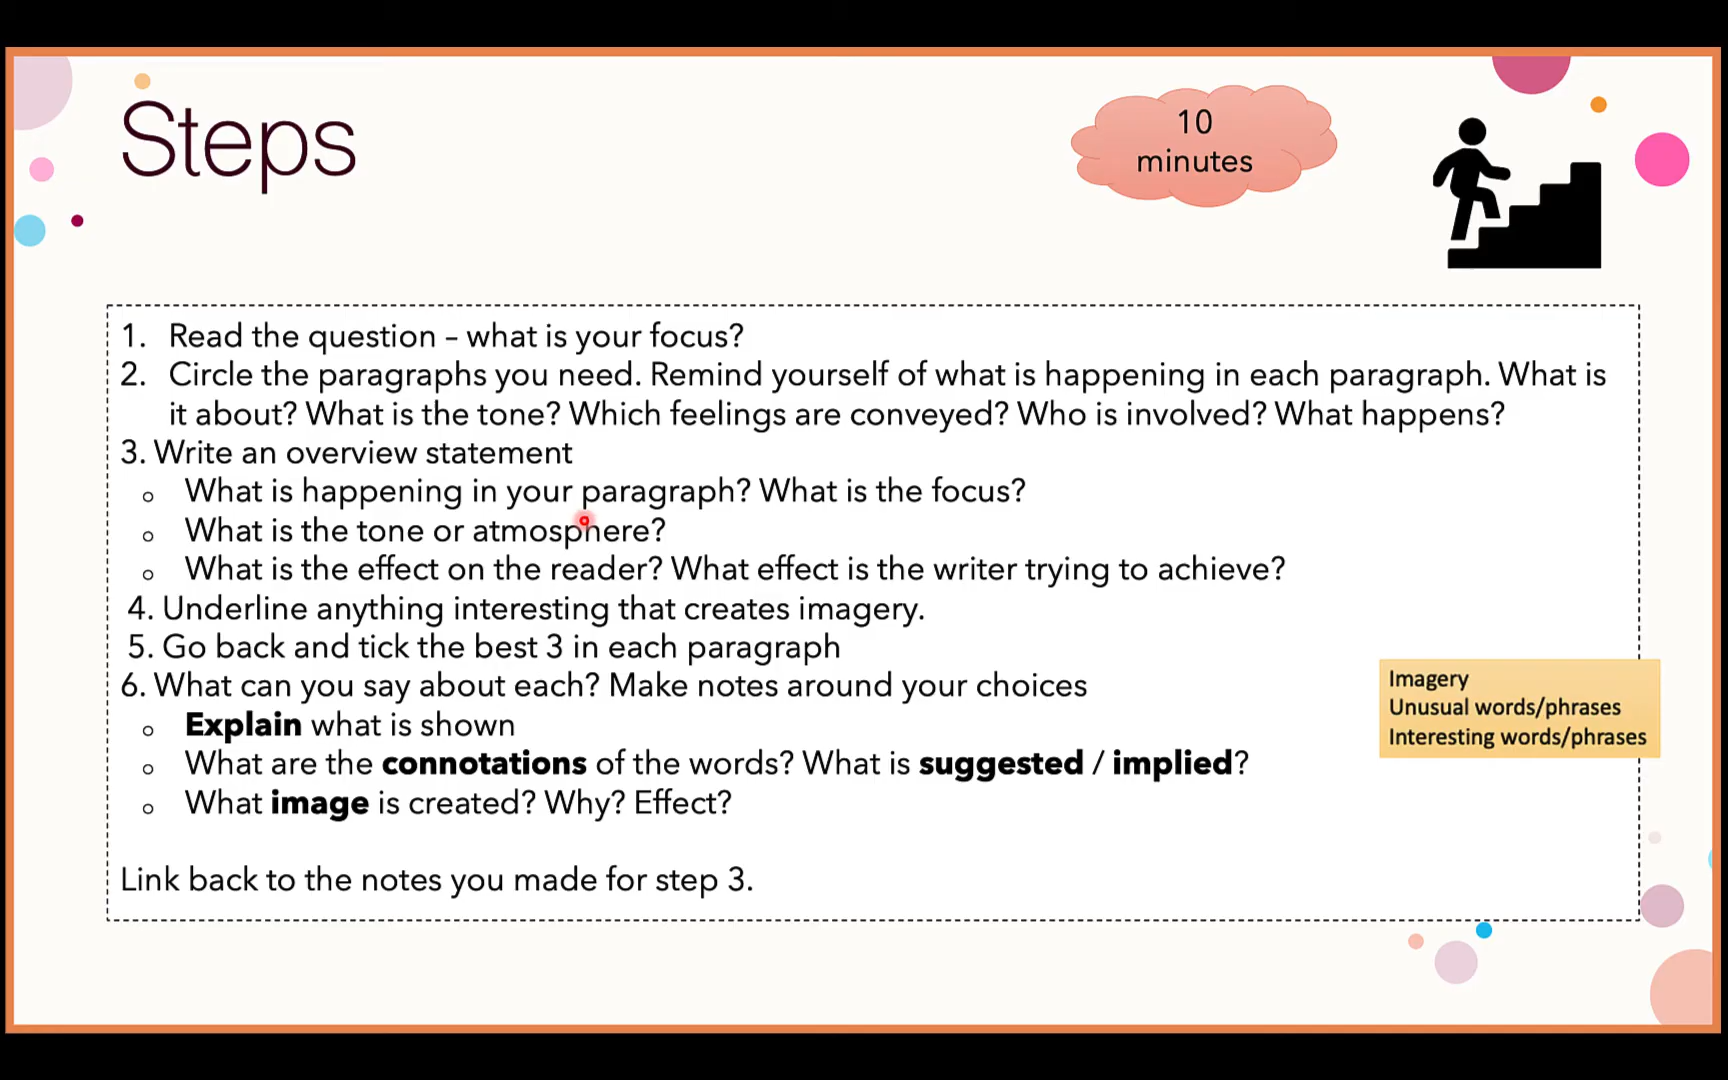 Steps
10
minutes
1. Read the question – what is your focus?
2. Circle the paragraphs you need. Remind yourself of what is happening in each paragraph. What is
it about? What is the tone? Which feelings are conveyed? Who is involved? What happens?
3. Write an overview statement
o What is happening in your paragraph? What is the focus?
o What is the tone or atmosphere?
o What is the effect on the reader? What effect is the writer trying to achieve?
4. Underline anything interesting that creates imagery.
5. Go back and tick the best 3 in each paragraph
6. What can you say about each? Make notes around your choices
o Explain what is shown
o What are the connotations of the words? What is suggested / implied?
o What image is created? Why? Effect?
Link back to the notes you made for step 3.
Imagery
Unusual words/phrases
Interesting words/phrases